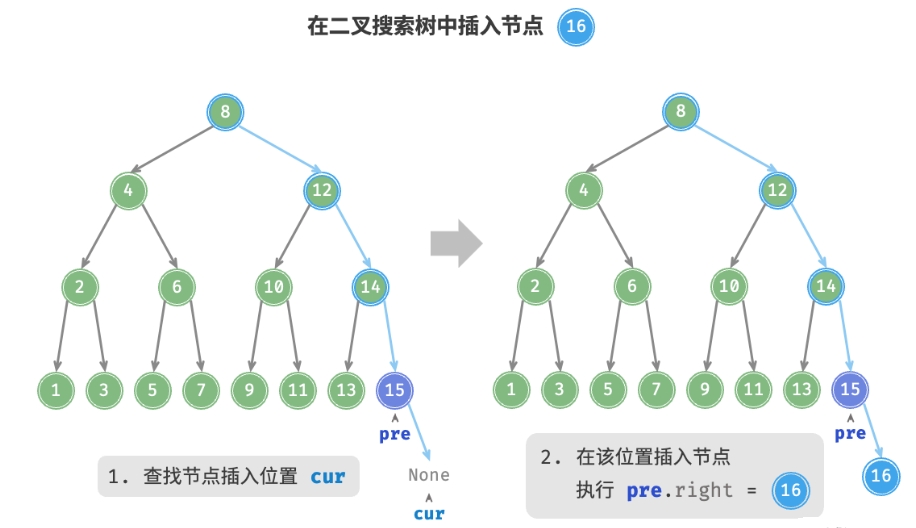 在二叉搜索树中插入节点 16
8
4 12
2 6 10 14
1 3 5 7 9 11 13 15
pre
None
cur
1. 查找节点插入位置 cur
8
4 12
2 6 10 14
1 3 5 7 9 11 13 15
pre
16
2. 在该位置插入节点
执行 pre.right = 16